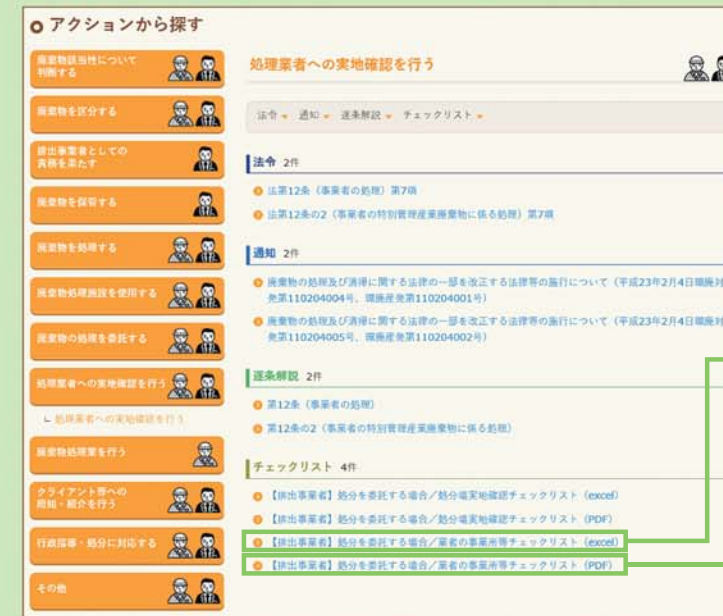 アクションから探す
廃棄物該当性について
判断する
廃棄物を区分する
排出事業者としての
責務を果たす
廃棄物を保管する
廃棄物を処理する
廃棄物処理施設を使用する
廃棄物の処理を委託する
処理業者への実地確認を行う
処理業者への実地確認を行う
廃棄物処理業を行う
クライアント等への
周知・紹介を行う
行政指導・処分に対応する
その他
処理業者への実地確認を行う
法令 通知 逐条解説 チェックリスト
法令 2件
法第12条（事業者の処理）第7項
法第12条の2（事業者の特別管理産業廃棄物に係る処理）第7項
通知 2件
廃棄物の処理及び清掃に関する法律の一部を改正する法律等の施行について（平成23年2月4日環廃対
発第110204004号、環廃産発第110204001号）
廃棄物の処理及び清掃に関する法律の一部を改正する法律等の施行について（平成23年2月4日環廃対
発第110204005号、環廃産発第110204002号）
逐条解説 2件
第12条（事業者の処理）
第12条の2（事業者の特別管理産業廃棄物に係る処理）
チェックリスト 4件
【排出事業者】処分を委託する場合／処分場実地確認チェックリスト（excel）
【排出事業者】処分を委託する場合／処分場実地確認チェックリスト（PDF）
【排出事業者】処分を委託する場合／業者の事業所等チェックリスト（excel）
【排出事業者】処分を委託する場合／業者の事業所等チェックリスト（PDF）